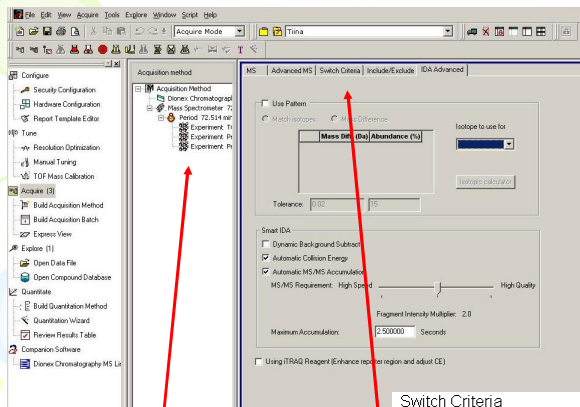 File Edit View Acquire Tools Explore Window Script Help
Acquire Mode
Tiina
Configure
Security Configuration
Hardware Configuration
Report Template Editor
Tune
Resolution Optimization
Manual Tuning
TOF Mass Calibration
Acquire (3)
Build Acquisition Method
Build Acquisition Batch
Express View
Explore (1)
Open Data File
Open Compound Database
Quantitate
Build Quantitation Method
Quantitation Wizard
Review Results Table
Companion Software
Dionex Chromatography MS Lin
Acquisition method
Acquisition Method
Dionex Chromatograpl
Mass Spectrometer 72
Period 72.514 min
Experiment
Experiment
Experiment
MS Advanced MS Switch Criteria Include/Exclude IDA Advanced
Use Pattern
Match isotopes Mass Difference
Mass Diff. (Da) Abundance (%)
Isotope to use for
Isotopic calculator
Tolerance: 0.02 15
Smart IDA
Dynamic Background Subtract
Automatic Collision Energy
Automatic MS/MS Accumulation
MS/MS Requirement: High Speed High Quality
Fragment Intensity Multiplier: 2.0
Maximum Accumulation: 2.500000 Seconds
Using iTRAQ Reagent (Enhance reporter region and adjust CE)
Switch Criteria